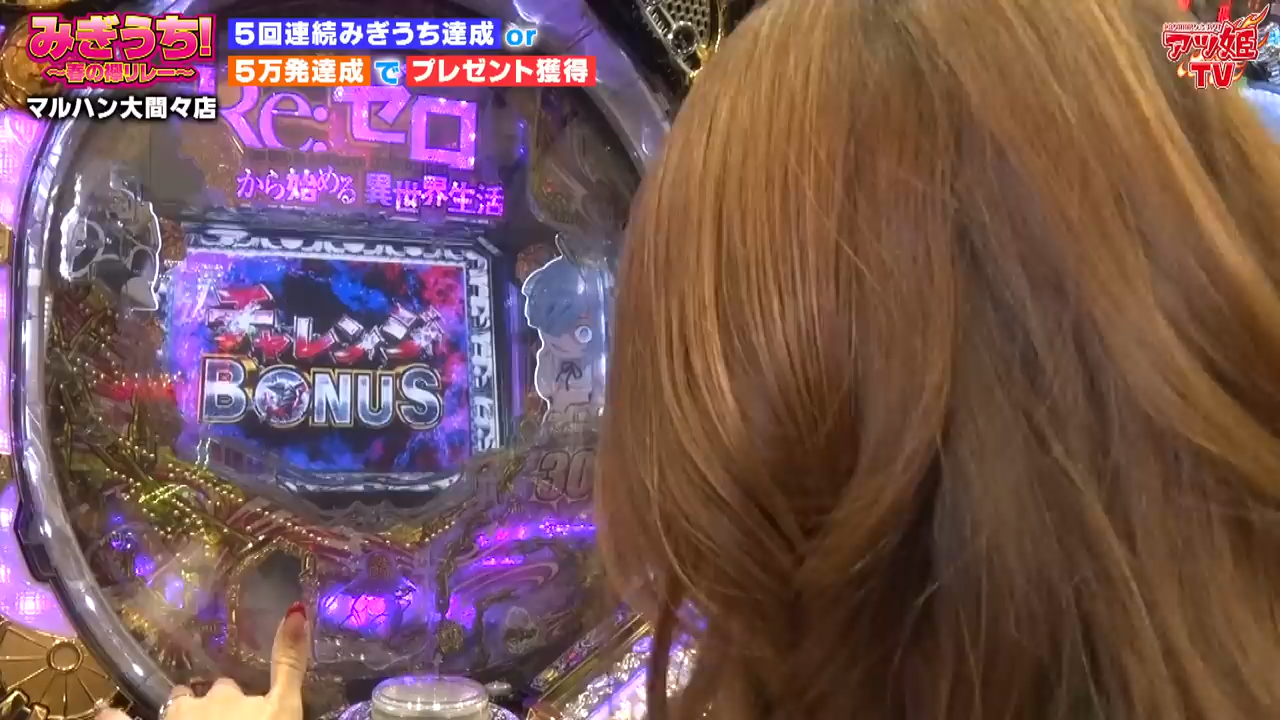 みぎうち!
～春の襷リレー～
マルハン大間々店
5回連続みぎうち達成 or
5万発達成 で プレゼント獲得
アツ姫
TV
Re:ゼロ
から始める 異世界生活
チャレンジ
BONUS